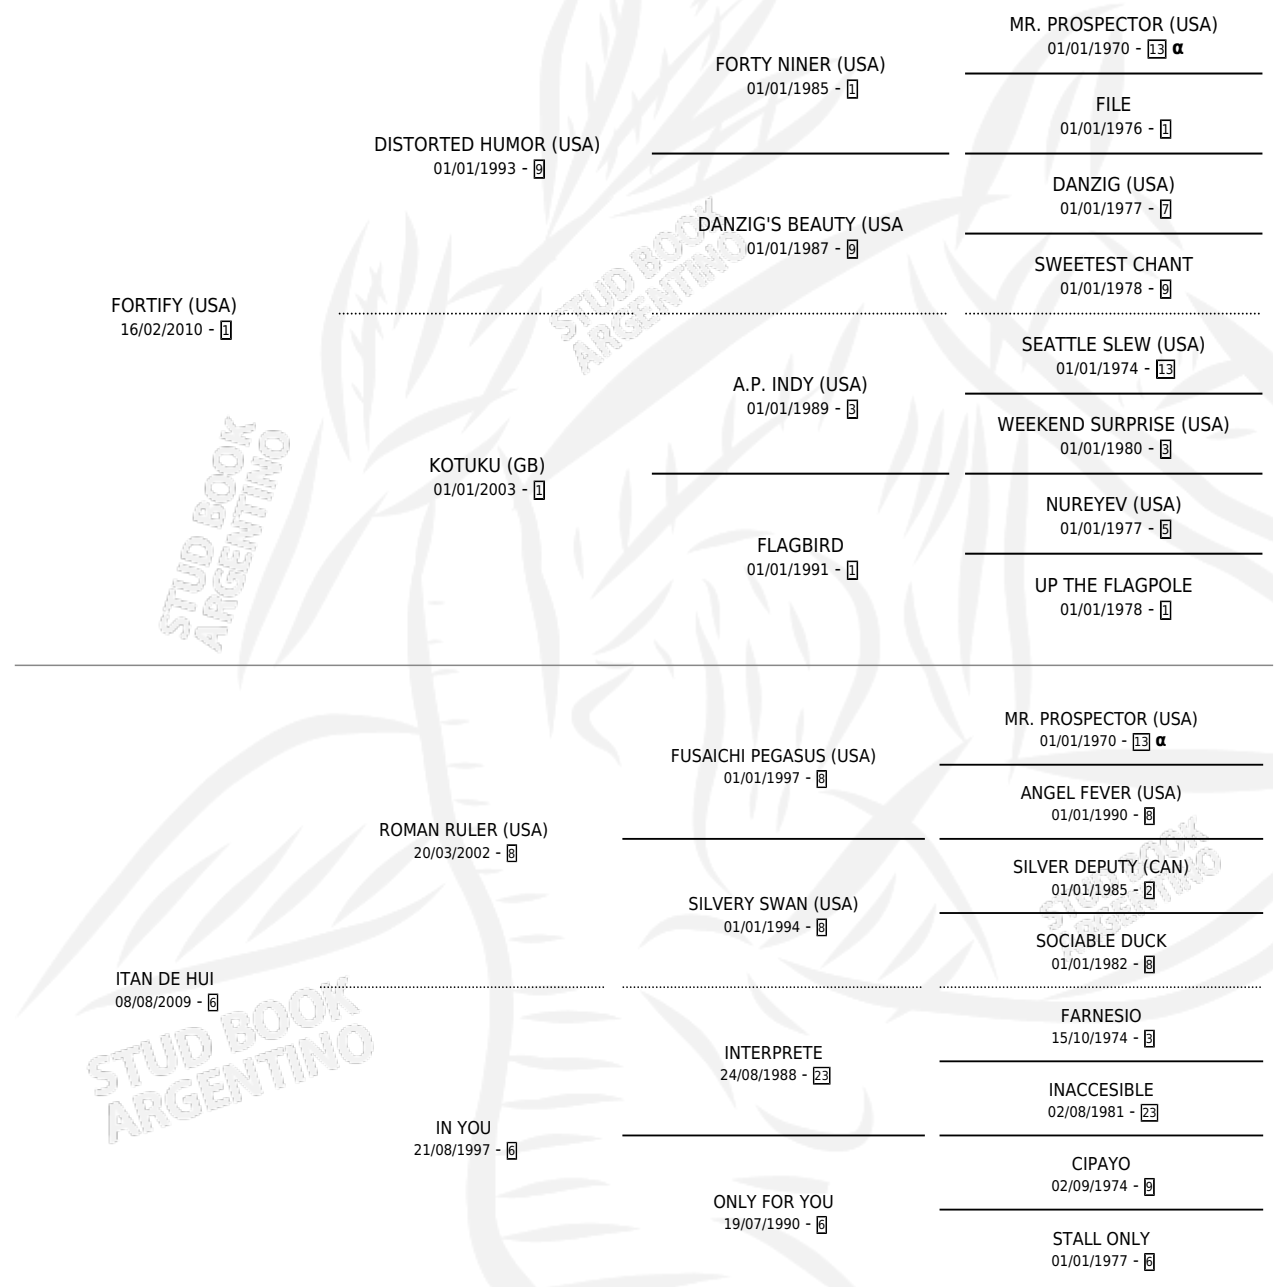 MR. PROSPECTOR (USA)
01/01/1970 - 13 α
FORTY NINER (USA)
01/01/1985 - 1
FILE
01/01/1976 - 1
DISTORTED HUMOR (USA)
01/01/1993 - 9
DANZIG (USA)
01/01/1977 - 7
DANZIG'S BEAUTY (USA
01/01/1987 - 9
SWEETEST CHANT
01/01/1978 - 9
FORTIFY (USA)
16/02/2010 - 1
SEATTLE SLEW (USA)
01/01/1974 - 13
A.P. INDY (USA)
01/01/1989 - 3
WEEKEND SURPRISE (USA)
01/01/1980 - 3
KOTUKU (GB)
01/01/2003 - 1
NUREYEV (USA)
01/01/1977 - 5
FLAGBIRD
01/01/1991 - 1
UP THE FLAGPOLE
01/01/1978 - 1
STUD BOOK
ARGENTINO
STUD BOOK
ARGENTINO
MR. PROSPECTOR (USA)
01/01/1970 - 13 α
FUSAICHI PEGASUS (USA)
01/01/1997 - 8
ANGEL FEVER (USA)
01/01/1990 - 8
ROMAN RULER (USA)
20/03/2002 - 8
SILVER DEPUTY (CAN)
01/01/1985 - 2
SILVERY SWAN (USA)
01/01/1994 - 8
SOCIABLE DUCK
01/01/1982 - 8
ITAN DE HUI
08/08/2009 - 6
FARNESIO
15/10/1974 - 3
INTERPRETE
24/08/1988 - 23
INACCESIBLE
02/08/1981 - 23
IN YOU
21/08/1997 - 6
CIPAYO
02/09/1974 - 9
ONLY FOR YOU
19/07/1990 - 6
STALL ONLY
01/01/1977 - 6
STUD BOOK
ARGENTINO
STUD BOOK
ARGENTINO